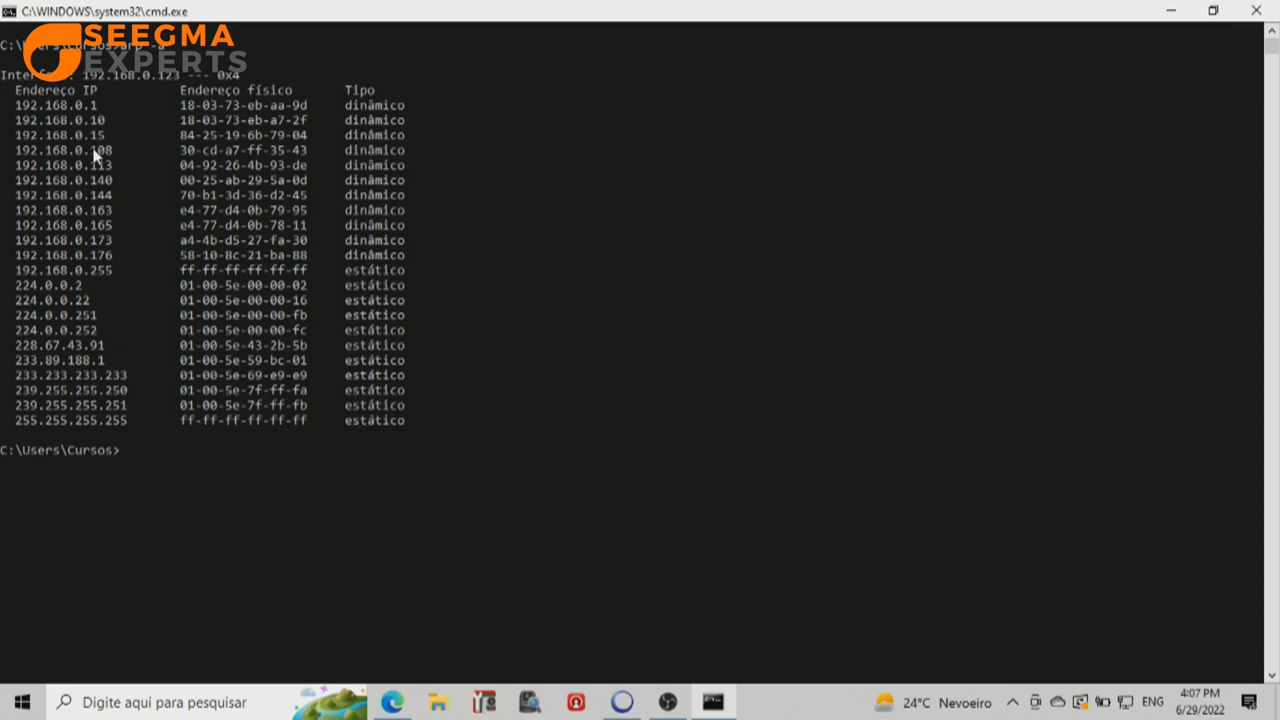 C:\WINDOWS\system32\cmd.exe
SEEGMA
EXPERTS
C:\Users\Cursos>arp -a
Interface: 192.168.0.123 --- 0x4
Endereço IP Endereço físico Tipo
192.168.0.1 18-03-73-eb-aa-9d dinâmico
192.168.0.10 18-03-73-eb-a7-2f dinâmico
192.168.0.15 84-25-19-6b-79-04 dinâmico
192.168.0.108 30-cd-a7-ff-35-43 dinâmico
192.168.0.113 04-92-26-4b-93-de dinâmico
192.168.0.140 00-25-ab-29-5a-0d dinâmico
192.168.0.144 70-b1-3d-36-d2-45 dinâmico
192.168.0.163 e4-77-d4-0b-79-95 dinâmico
192.168.0.165 e4-77-d4-0b-78-11 dinâmico
192.168.0.173 a4-4b-d5-27-fa-30 dinâmico
192.168.0.176 58-10-8c-21-ba-88 dinâmico
192.168.0.255 ff-ff-ff-ff-ff-ff estático
224.0.0.2 01-00-5e-00-00-02 estático
224.0.0.22 01-00-5e-00-00-16 estático
224.0.0.251 01-00-5e-00-00-fb estático
224.0.0.252 01-00-5e-00-00-fc estático
228.67.43.91 01-00-5e-43-2b-5b estático
233.89.188.1 01-00-5e-59-bc-01 estático
233.233.233.233 01-00-5e-69-e9-e9 estático
239.255.255.250 01-00-5e-7f-ff-fa estático
239.255.255.251 01-00-5e-7f-ff-fb estático
255.255.255.255 ff-ff-ff-ff-ff-ff estático
C:\Users\Cursos>
Digite aqui para pesquisar
24°C Nevoeiro
ENG
4:07 PM
6/29/2022